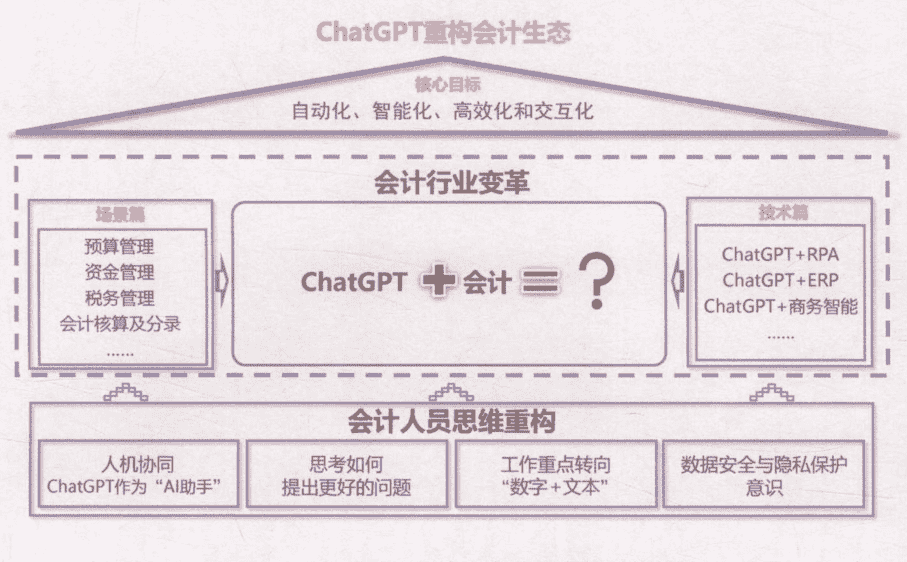 ChatGPT重构会计生态
核心目标
自动化、智能化、高效化和交互化
会计行业变革
场景篇
预算管理
资金管理
税务管理
会计核算及分录
……
ChatGPT + 会计 = ?
技术篇
ChatGPT+RPA
ChatGPT+ERP
ChatGPT+商务智能
……
会计人员思维重构
人机协同
ChatGPT作为“AI助手”
思考如何
提出更好的问题
工作重点转向
“数字+文本”
数据安全与隐私保护
意识